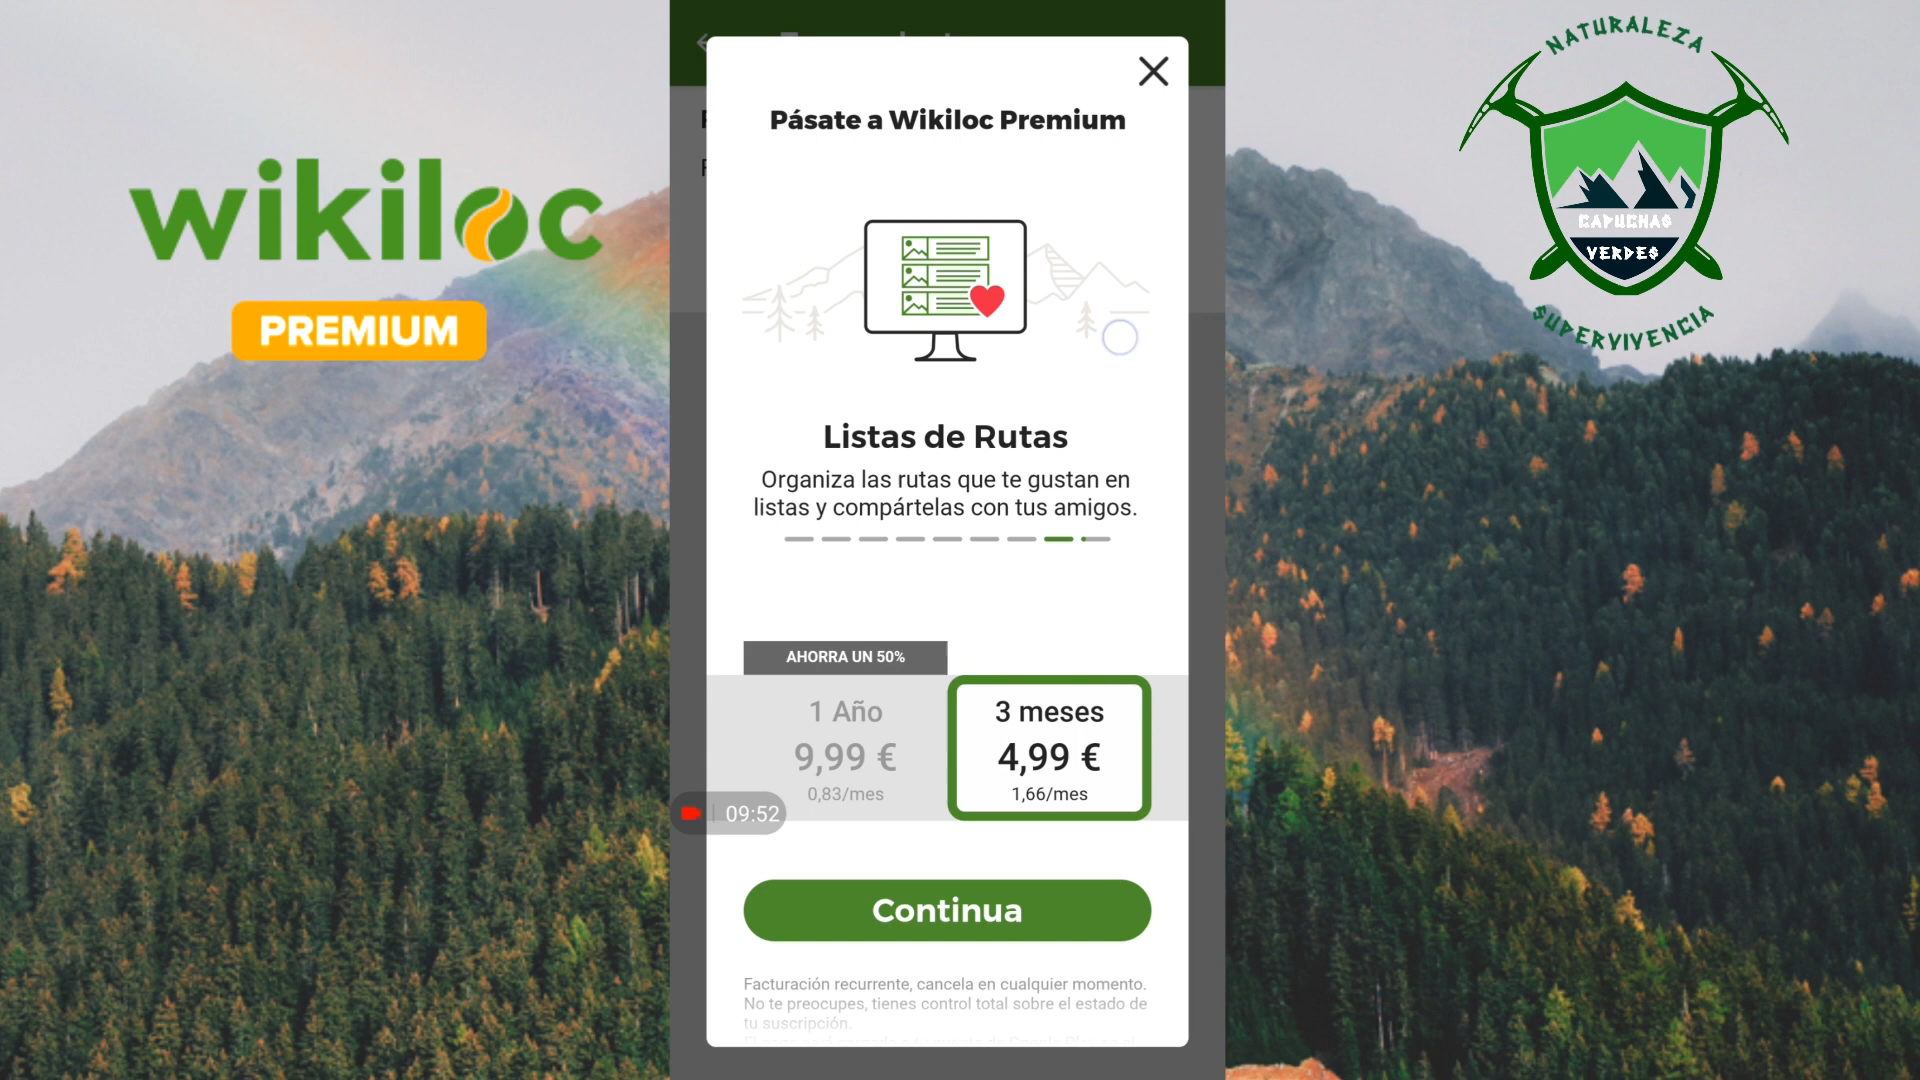 wikiloc
PREMIUM
Pásate a Wikiloc Premium
Listas de Rutas
Organiza las rutas que te gustan en
listas y compártelas con tus amigos.
AHORRA UN 50%
1 Año
9,99 €
0,83/mes
3 meses
4,99 €
1,66/mes
09:52
Continua
Facturación recurrente, cancela en cualquier momento.
No te preocupes, tienes control total sobre el estado de
tu suscripción.
NATURALEZA
CAPUCHAS
VERDES
SUPERVIVENCIA